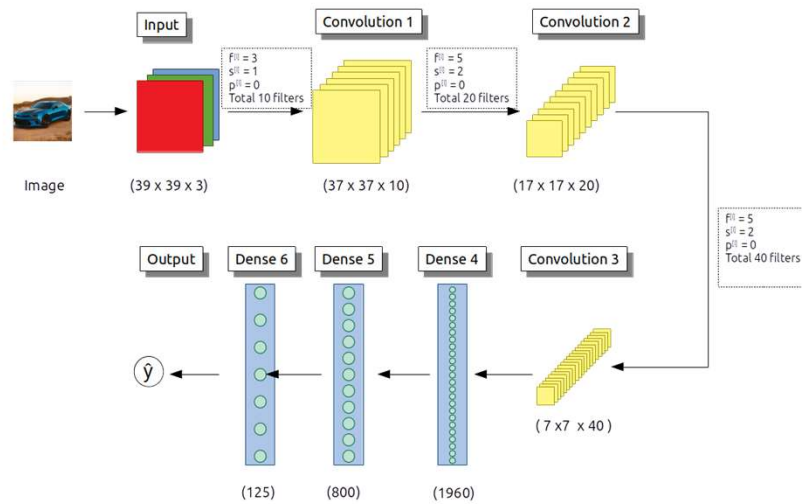 Input
Convolution 1
Convolution 2
f[l] = 3
s[l] = 1
p[l] = 0
Total 10 filters
f[l] = 5
s[l] = 2
p[l] = 0
Total 20 filters
Image
(39 x 39 x 3)
(37 x 37 x 10)
(17 x 17 x 20)
f[l] = 5
s[l] = 2
p[l] = 0
Total 40 filters
Output
Dense 6
Dense 5
Dense 4
Convolution 3
ŷ
( 7 x7 x 40 )
(125)
(800)
(1960)